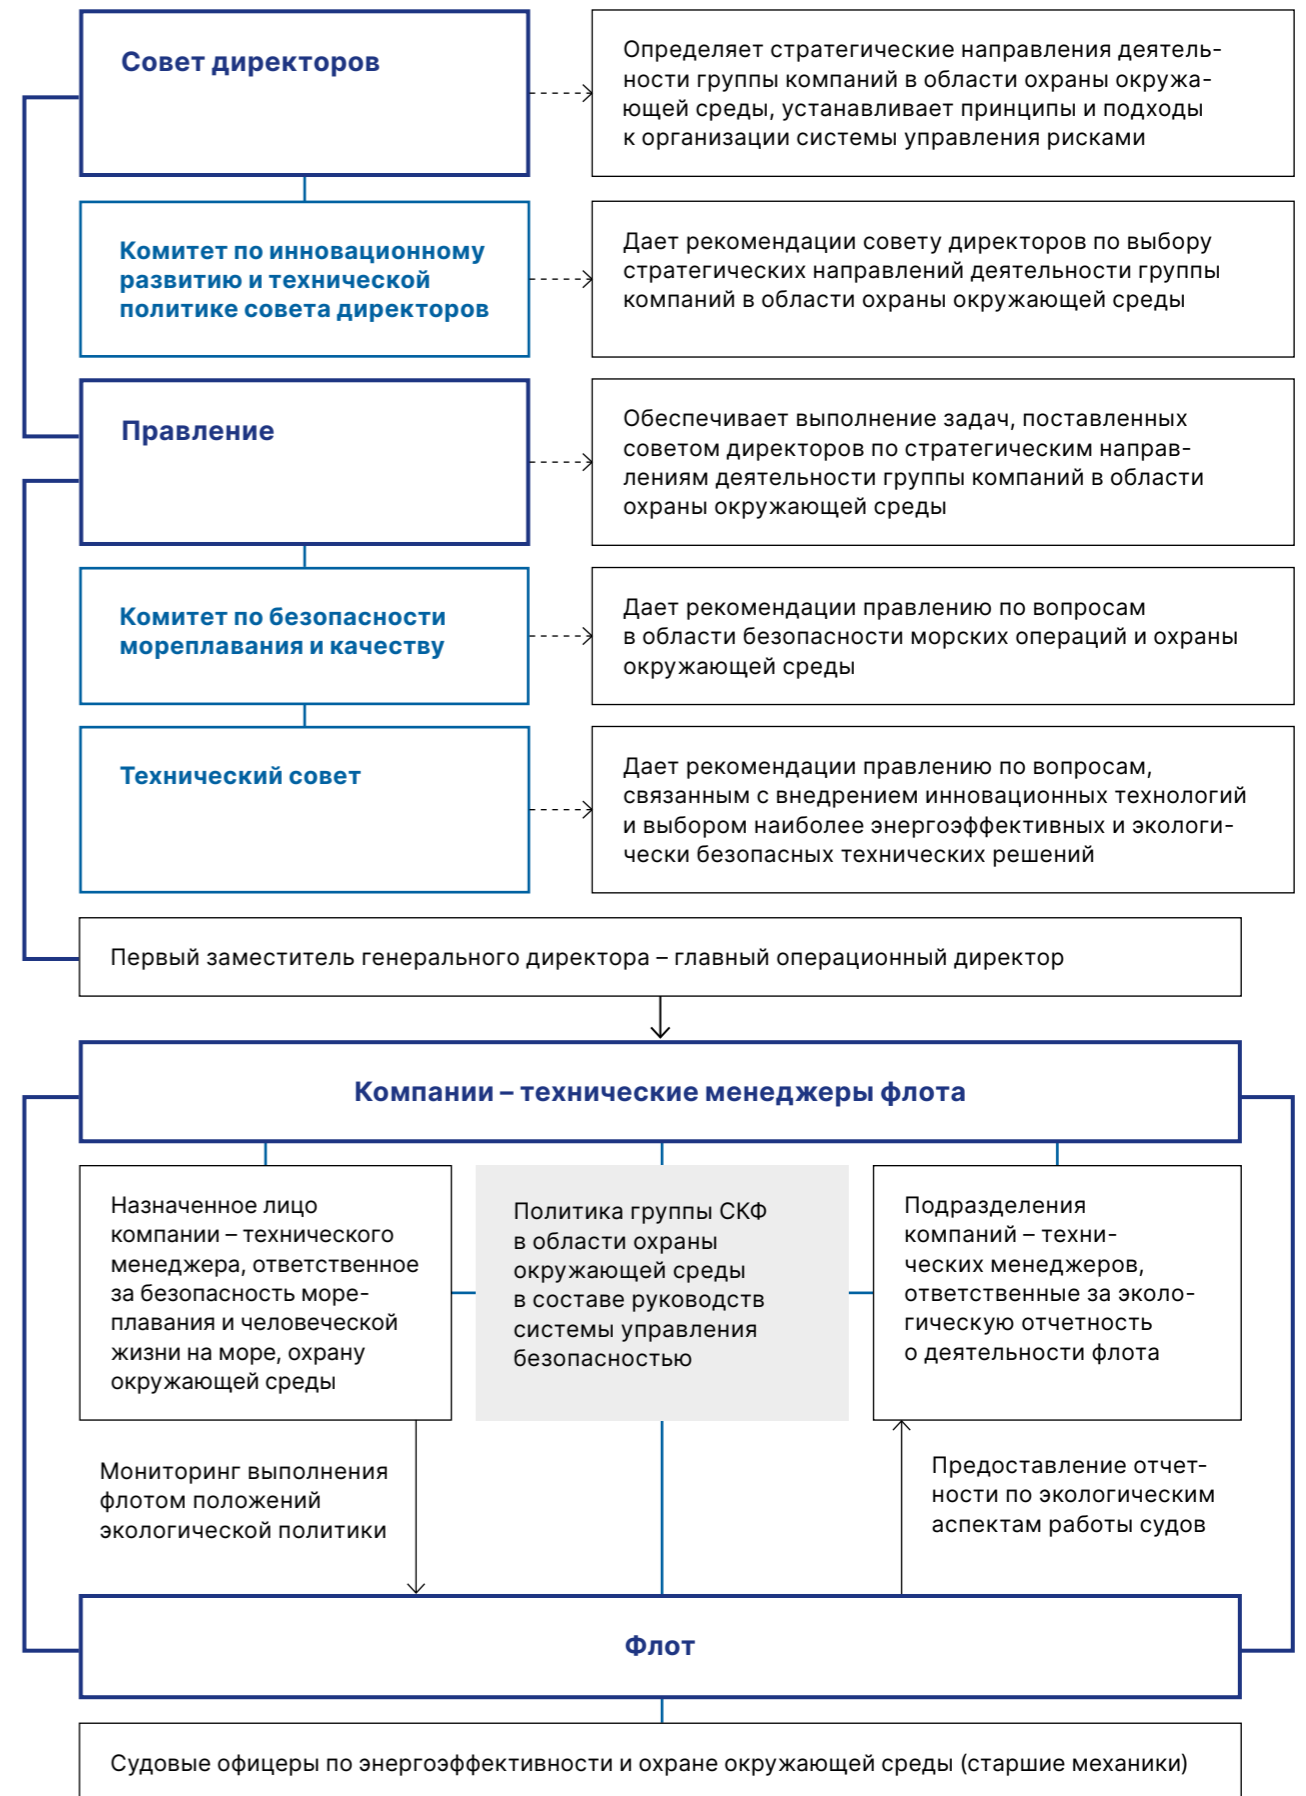 Совет директоров
Определяет стратегические направления деятель-
ности группы компаний в области охраны окружа-
ющей среды, устанавливает принципы и подходы
к организации системы управления рисками
Комитет по инновационному
развитию и технической
политике совета директоров
Дает рекомендации совету директоров по выбору
стратегических направлений деятельности группы
компаний в области охраны окружающей среды
Правление
Обеспечивает выполнение задач, поставленных
советом директоров по стратегическим направ-
лениям деятельности группы компаний в области
охраны окружающей среды
Комитет по безопасности
мореплавания и качеству
Дает рекомендации правлению по вопросам
в области безопасности морских операций и охраны
окружающей среды
Технический совет
Дает рекомендации правлению по вопросам,
связанным с внедрением инновационных технологий
и выбором наиболее энергоэффективных и экологи-
чески безопасных технических решений
Первый заместитель генерального директора – главный операционный директор
Компании – технические менеджеры флота
Назначенное лицо
компании – технического
менеджера, ответственное
за безопасность море-
плавания и человеческой
жизни на море, охрану
окружающей среды
Политика группы СКФ
в области охраны
окружающей среды
в составе руководств
системы управления
безопасностью
Подразделения
компаний – техни-
ческих менеджеров,
ответственные за эколо-
гическую отчетность
о деятельности флота
Мониторинг выполнения
флотом положений
экологической политики
Предоставление отчет-
ности по экологическим
аспектам работы судов
Флот
Судовые офицеры по энергоэффективности и охране окружающей среды (старшие механики)